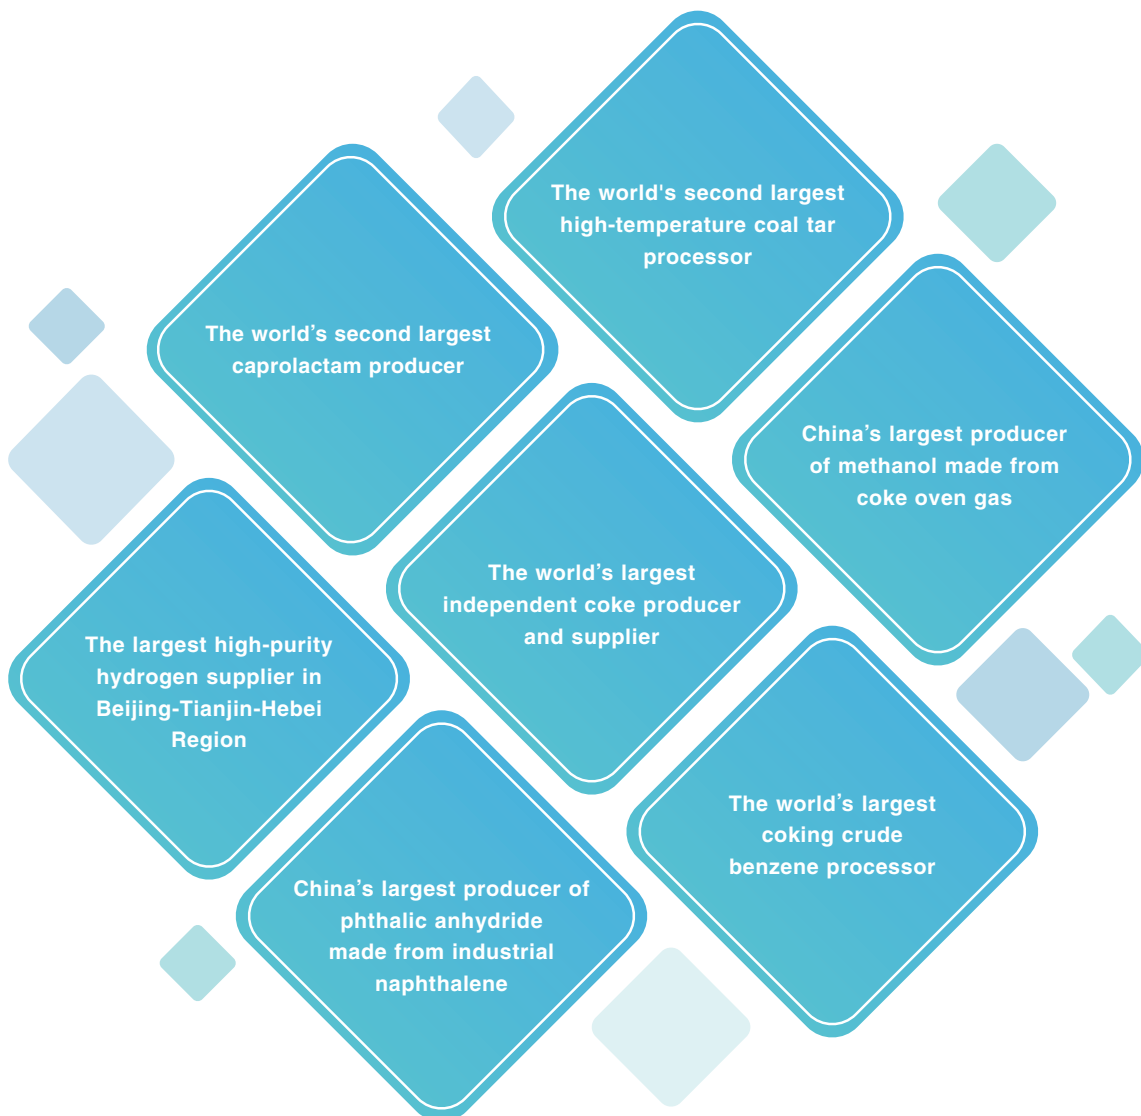 The world's second largest
high-temperature coal tar
processor
The world’s second largest
caprolactam producer
China’s largest producer
of methanol made from
coke oven gas
The world’s largest
independent coke producer
and supplier
The largest high-purity
hydrogen supplier in
Beijing-Tianjin-Hebei
Region
The world’s largest
coking crude
benzene processor
China’s largest producer of
phthalic anhydride
made from industrial
naphthalene